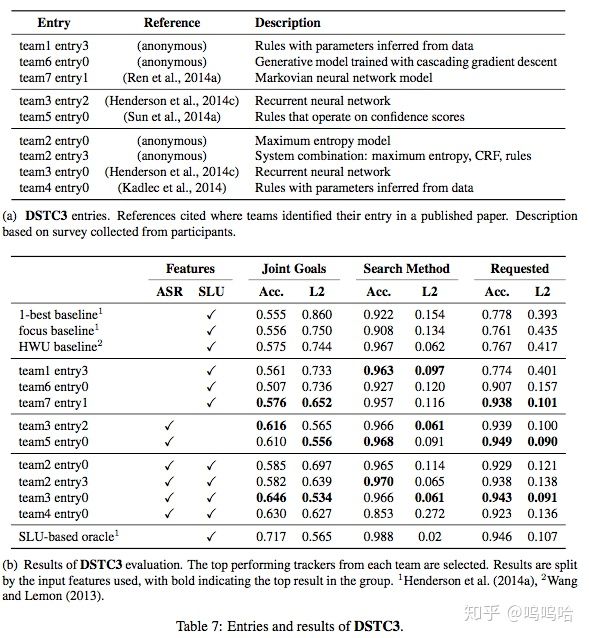 Entry Reference Description
team1 entry3 (anonymous) Rules with parameters inferred from data
team6 entry0 (anonymous) Generative model trained with cascading gradient descent
team7 entry1 (Ren et al., 2014a) Markovian neural network model
team3 entry2 (Henderson et al., 2014c) Recurrent neural network
team5 entry0 (Sun et al., 2014a) Rules that operate on confidence scores
team2 entry0 (anonymous) Maximum entropy model
team2 entry3 (anonymous) System combination: maximum entropy, CRF, rules
team3 entry0 (Henderson et al., 2014c) Recurrent neural network
team4 entry0 (Kadlec et al., 2014) Rules with parameters inferred from data
(a) DSTC3 entries. References cited where teams identified their entry in a published paper. Description
based on survey collected from participants.
Features Joint Goals Search Method Requested
ASR SLU Acc. L2 Acc. L2 Acc. L2
1-best baseline¹ ✓ 0.555 0.860 0.922 0.154 0.778 0.393
focus baseline¹ ✓ 0.556 0.750 0.908 0.134 0.761 0.435
HWU baseline² ✓ 0.575 0.744 0.967 0.062 0.767 0.417
team1 entry3 ✓ 0.561 0.733 0.963 0.097 0.774 0.401
team6 entry0 ✓ 0.507 0.736 0.927 0.120 0.907 0.157
team7 entry1 ✓ 0.576 0.652 0.957 0.116 0.938 0.101
team3 entry2 ✓ 0.616 0.565 0.966 0.061 0.939 0.100
team5 entry0 ✓ 0.610 0.556 0.968 0.091 0.949 0.090
team2 entry0 ✓ ✓ 0.585 0.697 0.965 0.114 0.929 0.121
team2 entry3 ✓ ✓ 0.582 0.639 0.970 0.065 0.938 0.138
team3 entry0 ✓ ✓ 0.646 0.534 0.966 0.061 0.943 0.091
team4 entry0 ✓ ✓ 0.630 0.627 0.853 0.272 0.923 0.136
SLU-based oracle¹ ✓ 0.717 0.565 0.988 0.02 0.946 0.107
(b) Results of DSTC3 evaluation. The top performing trackers from each team are selected. Results are split
by the input features used, with bold indicating the top result in the group. ¹Henderson et al. (2014a), ²Wang
and Lemon (2013).
Table 7: Entries and results of DSTC3.
知乎 @呜呜哈